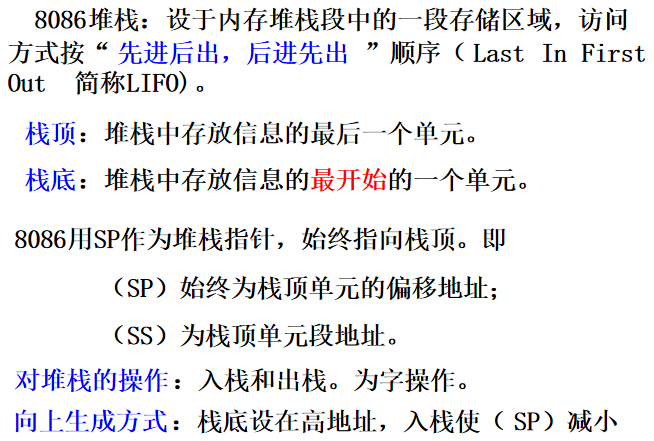 8086堆栈：设于内存堆栈段中的一段存储区域，访问
方式按“先进后出，后进先出 ”顺序（ Last In First
Out 简称LIFO)。
栈顶：堆栈中存放信息的最后一个单元。
栈底：堆栈中存放信息的最开始的一个单元。
8086用SP作为堆栈指针，始终指向栈顶。即
（SP）始终为栈顶单元的偏移地址；
（SS）为栈顶单元段地址。
对堆栈的操作：入栈和出栈。为字操作。
向上生成方式：栈底设在高地址，入栈使（ SP）减小